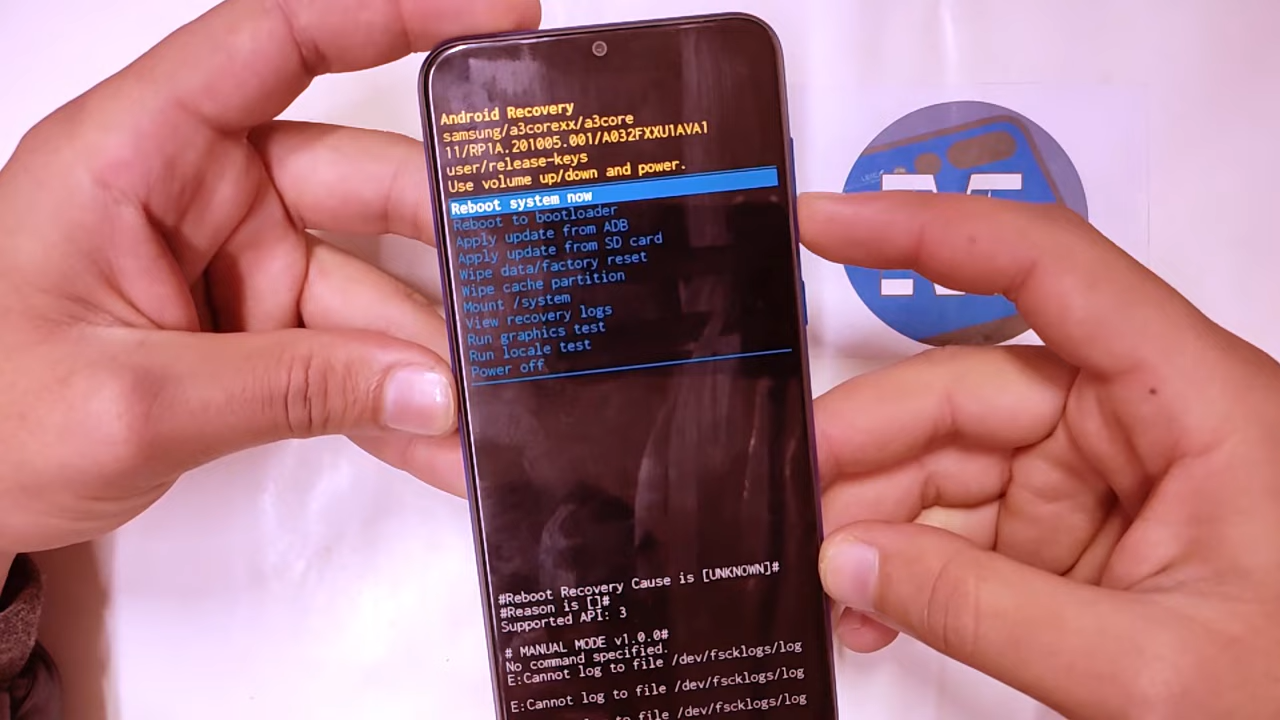 Android Recovery
samsung/a3corexx/a3core
11/RP1A.201005.001/A032FXXU1AVA1
user/release-keys
Use volume up/down and power.
Reboot system now
Reboot to bootloader
Apply update from ADB
Apply update from SD card
Wipe data/factory reset
Wipe cache partition
Mount /system
View recovery logs
Run graphics test
Run locale test
Power off
#Reboot Recovery Cause is [UNKNOWN]#
#Reason is []#
Supported API: 3
# MANUAL MODE v1.0.0#
No command specified.
E:Cannot log to file /dev/fscklogs/log
E:Cannot log to file /dev/fscklogs/log
log to file /dev/fscklogs/log